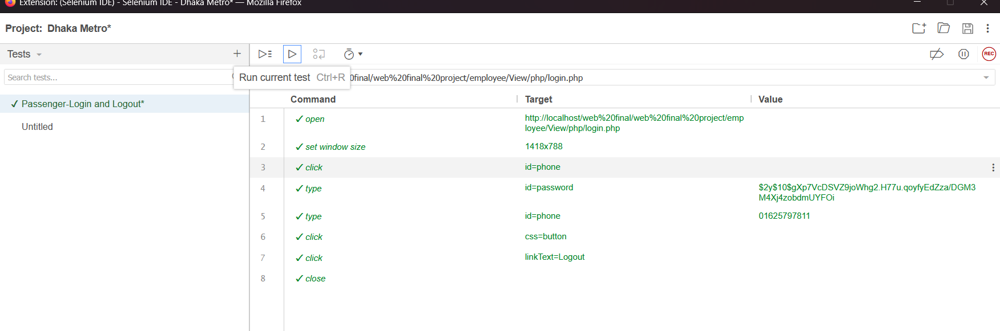 Extension: (Selenium IDE) - Selenium IDE - Dhaka Metro* — Mozilla Firefox
Project: Dhaka Metro*
Tests
REC
Search tests...
Run current test Ctrl+R
0final/web%20final%20project/employee/View/php/login.php
Command Target Value
✓ Passenger-Login and Logout*
Untitled
1 ✓ open http://localhost/web%20final/web%20final%20project/emp
loyee/View/php/login.php
2 ✓ set window size 1418x788
3 ✓ click id=phone
4 ✓ type id=password $2y$10$gXp7VcDSVZ9joWhg2.H77u.qoyfyEdZza/DGM3
M4Xj4zobdmUYFOi
5 ✓ type id=phone 01625797811
6 ✓ click css=button
7 ✓ click linkText=Logout
8 ✓ close